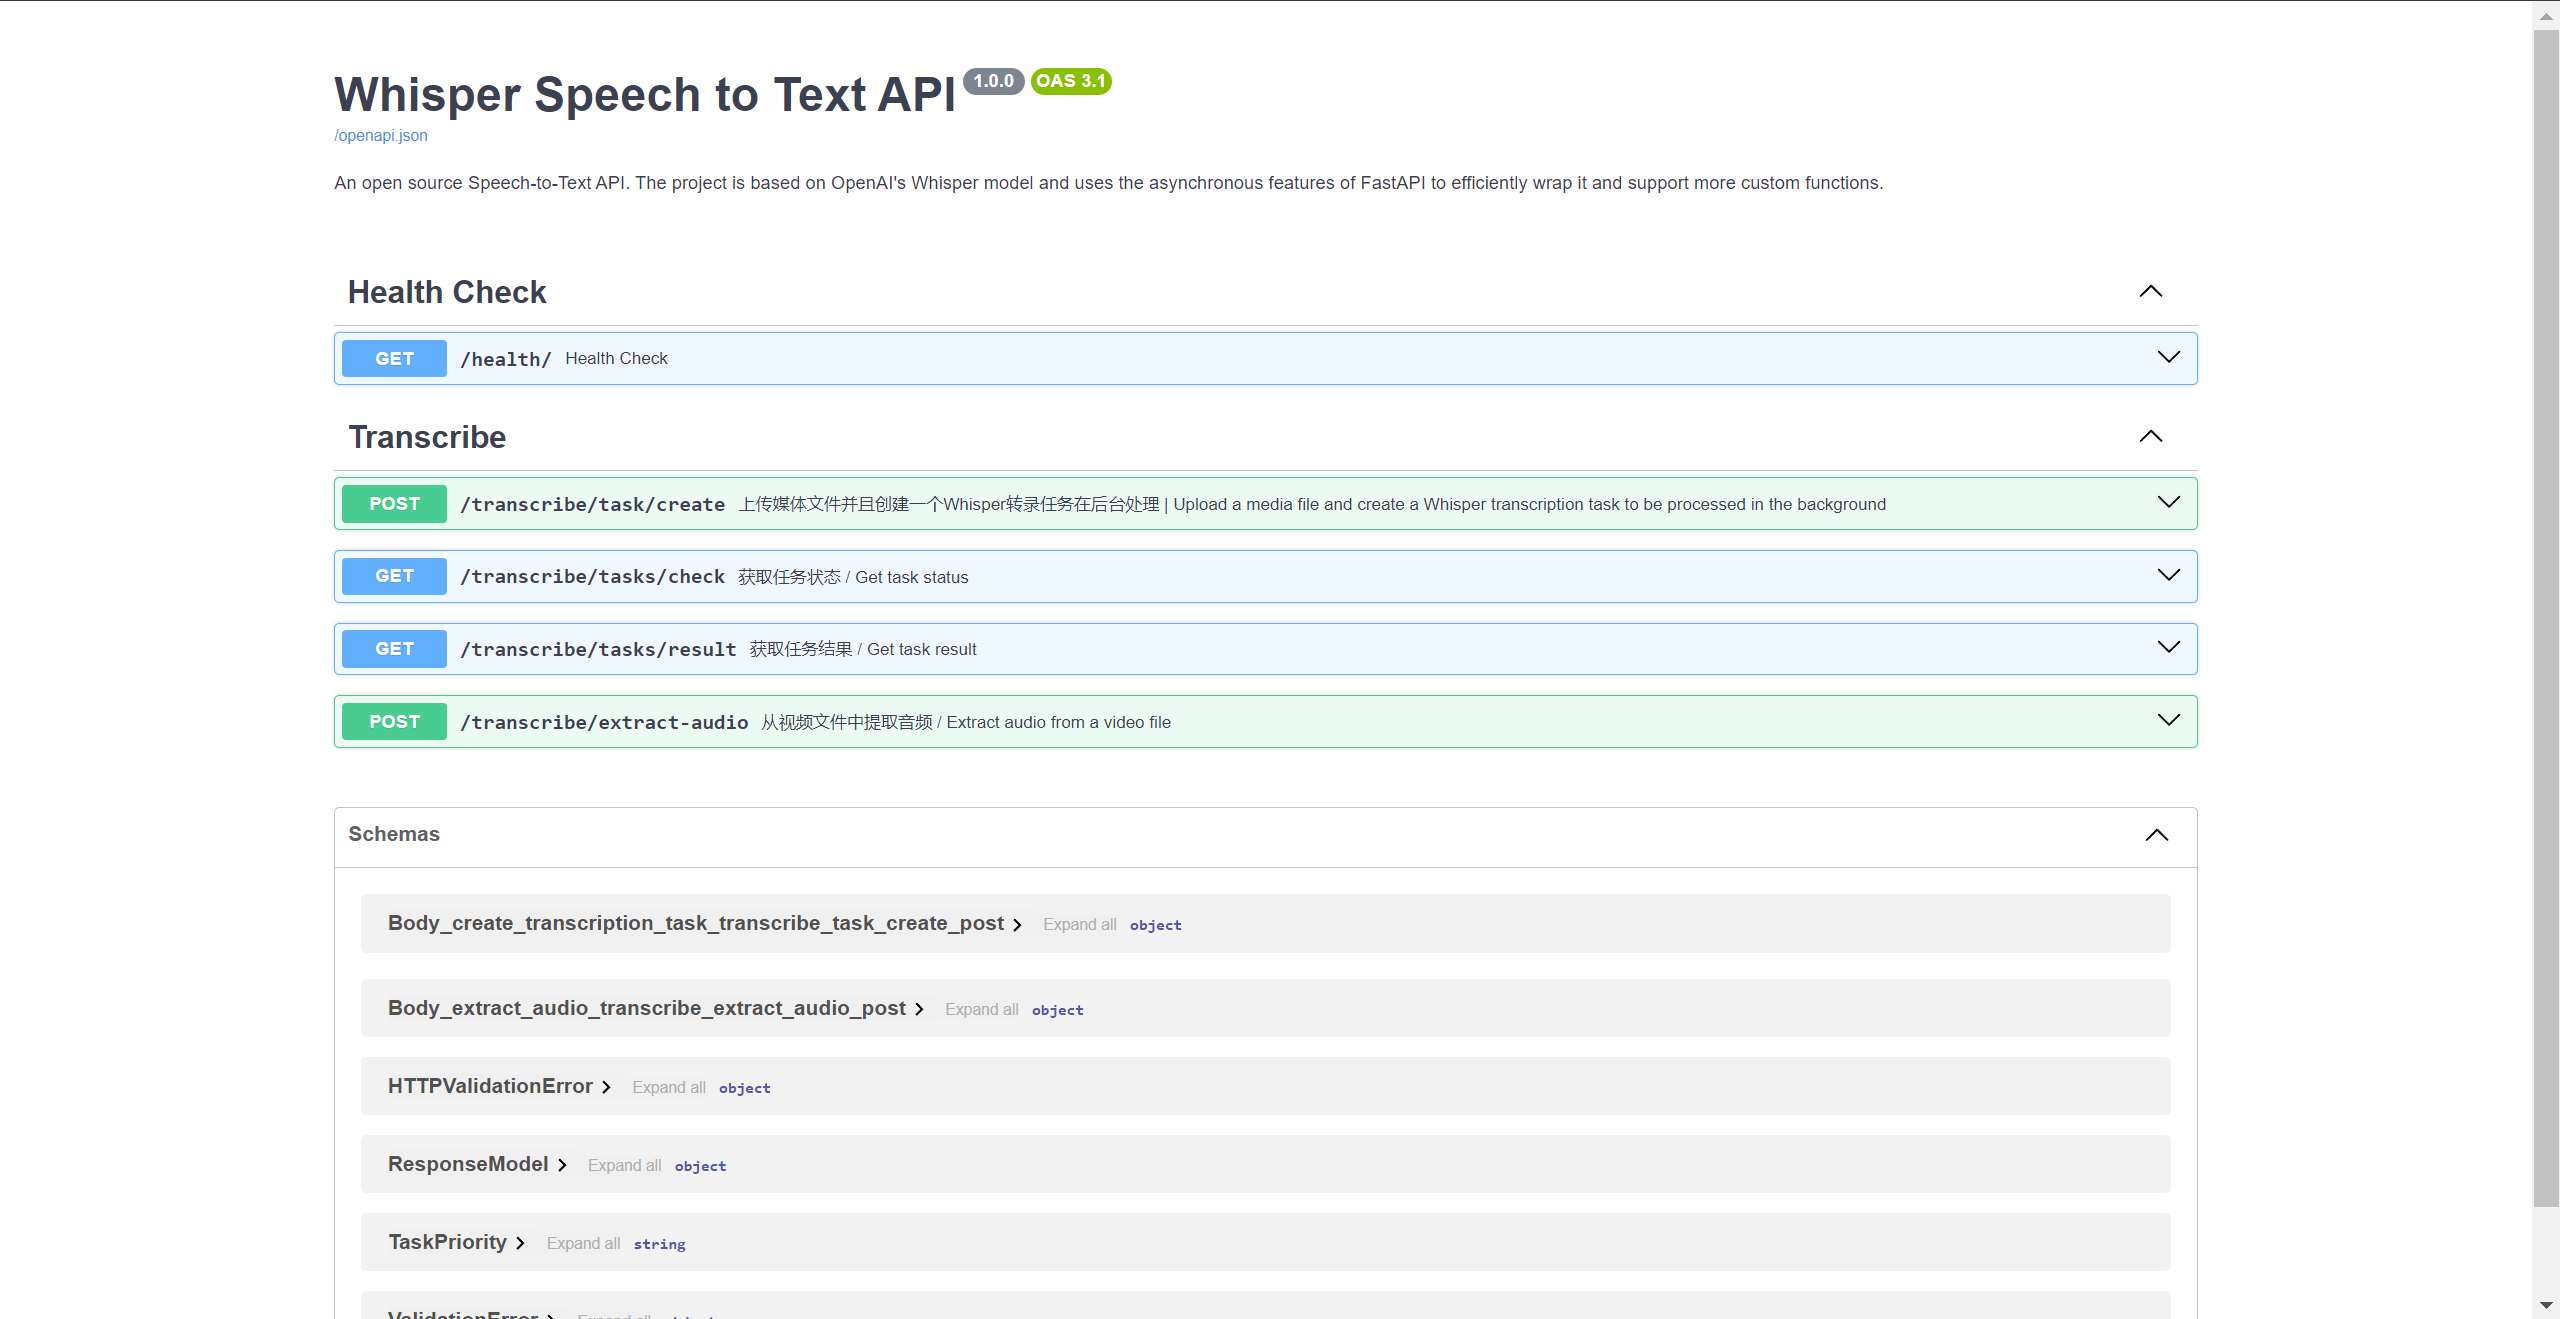 Whisper Speech to Text API 1.0.0 OAS 3.1
/openapi.json
An open source Speech-to-Text API. The project is based on OpenAI's Whisper model and uses the asynchronous features of FastAPI to efficiently wrap it and support more custom functions.
Health Check
GET /health/ Health Check
Transcribe
POST /transcribe/task/create 上传媒体文件并且创建一个Whisper转录任务在后台处理 | Upload a media file and create a Whisper transcription task to be processed in the background
GET /transcribe/tasks/check 获取任务状态 / Get task status
GET /transcribe/tasks/result 获取任务结果 / Get task result
POST /transcribe/extract-audio 从视频文件中提取音频 / Extract audio from a video file
Schemas
Body_create_transcription_task_transcribe_task_create_post Expand all object
Body_extract_audio_transcribe_extract_audio_post Expand all object
HTTPValidationError Expand all object
ResponseModel Expand all object
TaskPriority Expand all string
ValidationError Expand all object